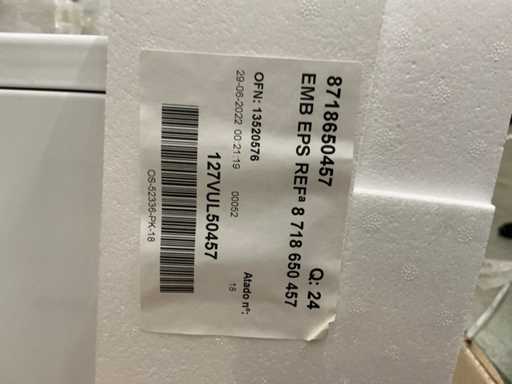 8718650457 Q: 24
EMB EPS REFª 8 718 650 457
OFN: 13520576 Atado nº:
29-06-2022 00:21:19 00052 18
127VUL50457
OS-52336-PK-18